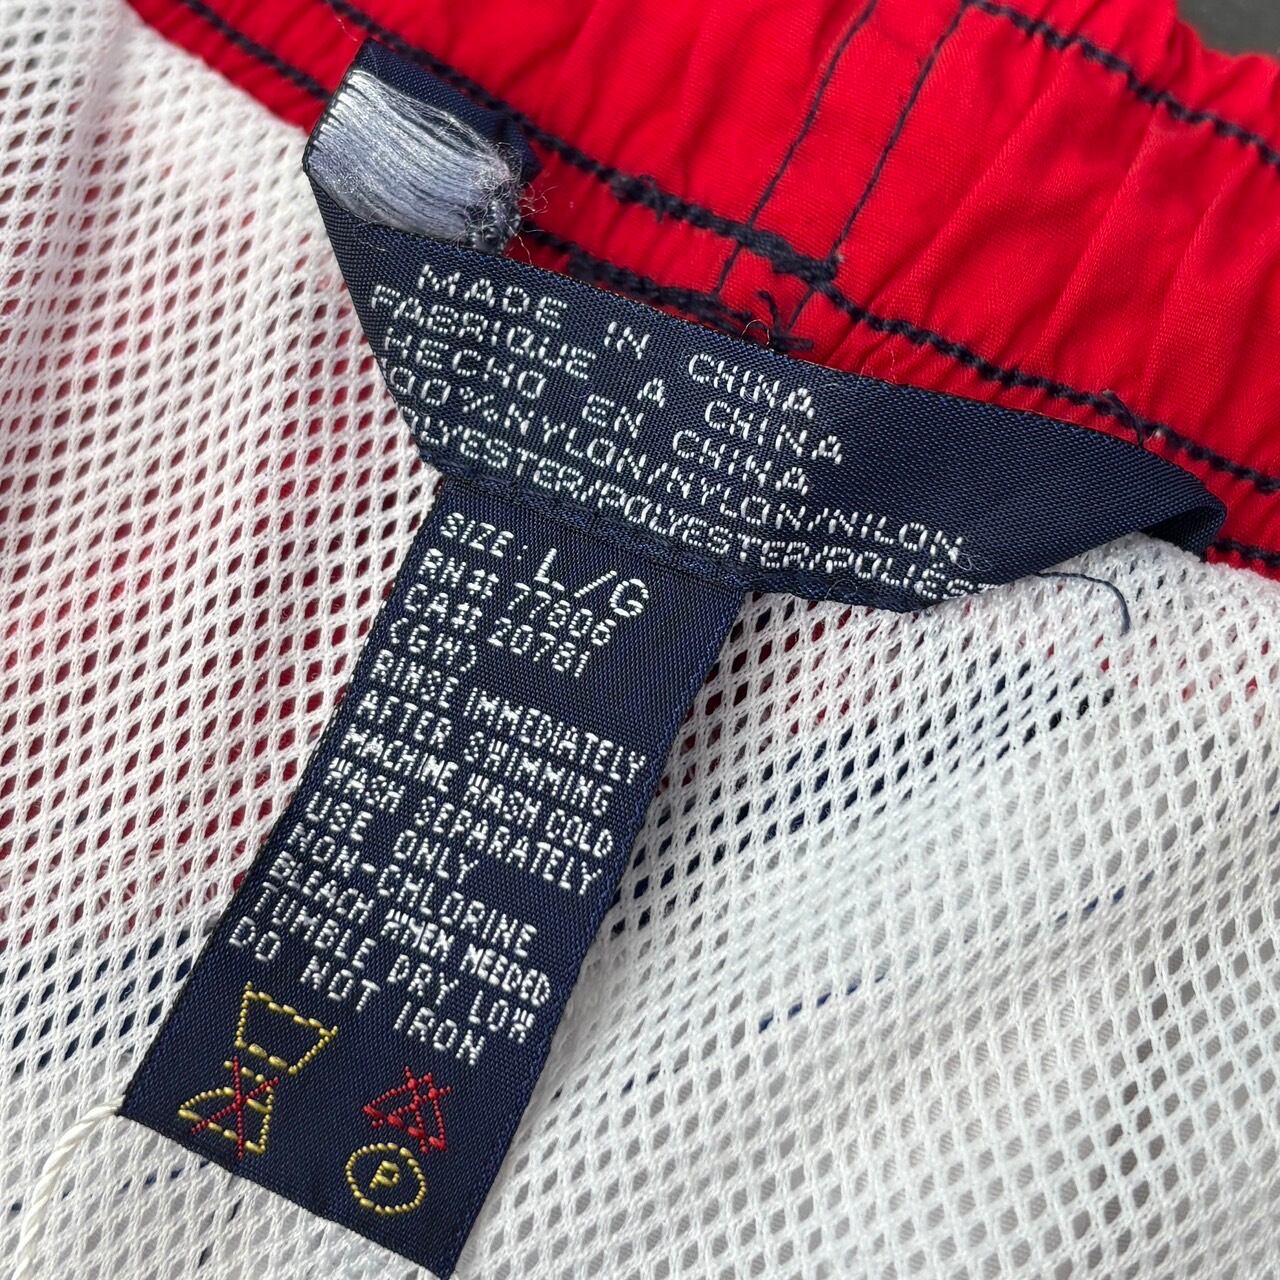 MADE IN CHINA
FABRIQUE A CHINA
HECHO EN CHINA
100%NYLON/NYLON/NILON
POLYESTER/POLYESTER/POLIES
SIZE: L/G
RN# 77806
CA# 20781
(GH)
RINSE IMMEDIATELY
AFTER SWIMMING
MACHINE WASH COLD
WASH SEPARATELY
USE ONLY
NON-CHLORINE
BLEACH WHEN NEEDED
TUMBLE DRY LOW
DO NOT IRON
P